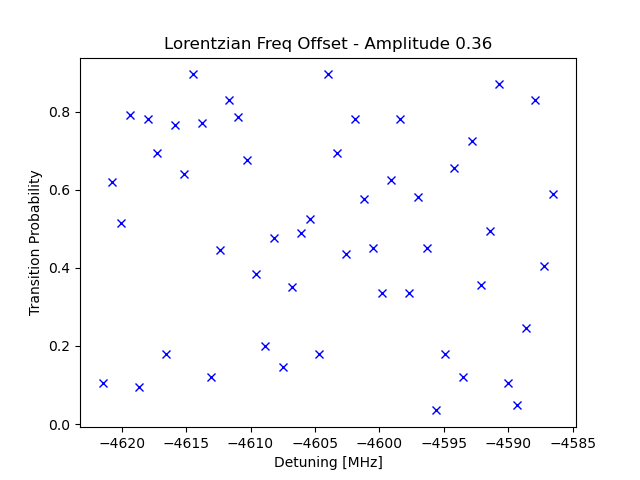 Lorentzian Freq Offset - Amplitude 0.36
Transition Probability
0.8
0.6
0.4
0.2
0.0
−4620 −4615 −4610 −4605 −4600 −4595 −4590 −4585
Detuning [MHz]